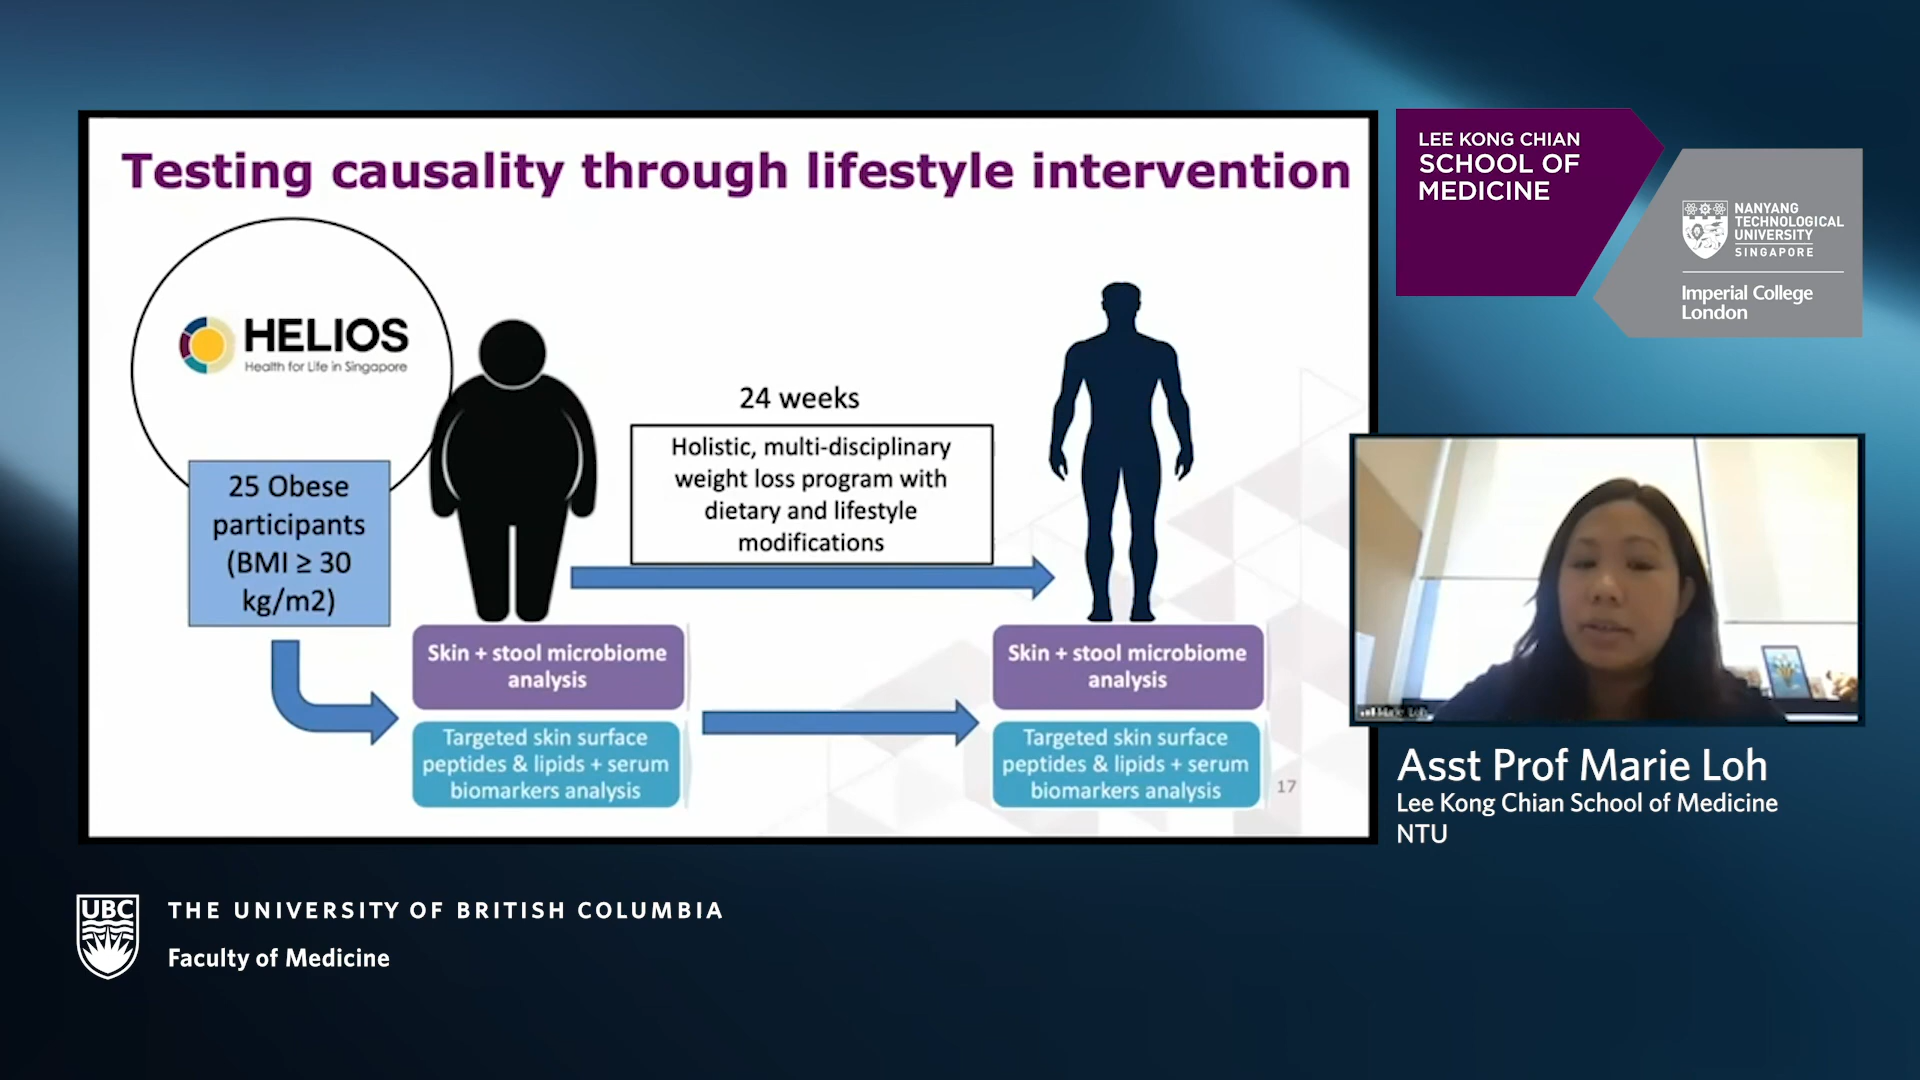 Testing causality through lifestyle intervention
HELIOS
Health for Life in Singapore
25 Obese
participants
(BMI ≥ 30
kg/m2)
24 weeks
Holistic, multi-disciplinary
weight loss program with
dietary and lifestyle
modifications
Skin + stool microbiome
analysis
Targeted skin surface
peptides & lipids + serum
biomarkers analysis
Skin + stool microbiome
analysis
Targeted skin surface
peptides & lipids + serum
biomarkers analysis
17
LEE KONG CHIAN
SCHOOL OF
MEDICINE
NANYANG
TECHNOLOGICAL
UNIVERSITY
SINGAPORE
Imperial College
London
Marie Loh
Asst Prof Marie Loh
Lee Kong Chian School of Medicine
NTU
UBC
THE UNIVERSITY OF BRITISH COLUMBIA
Faculty of Medicine